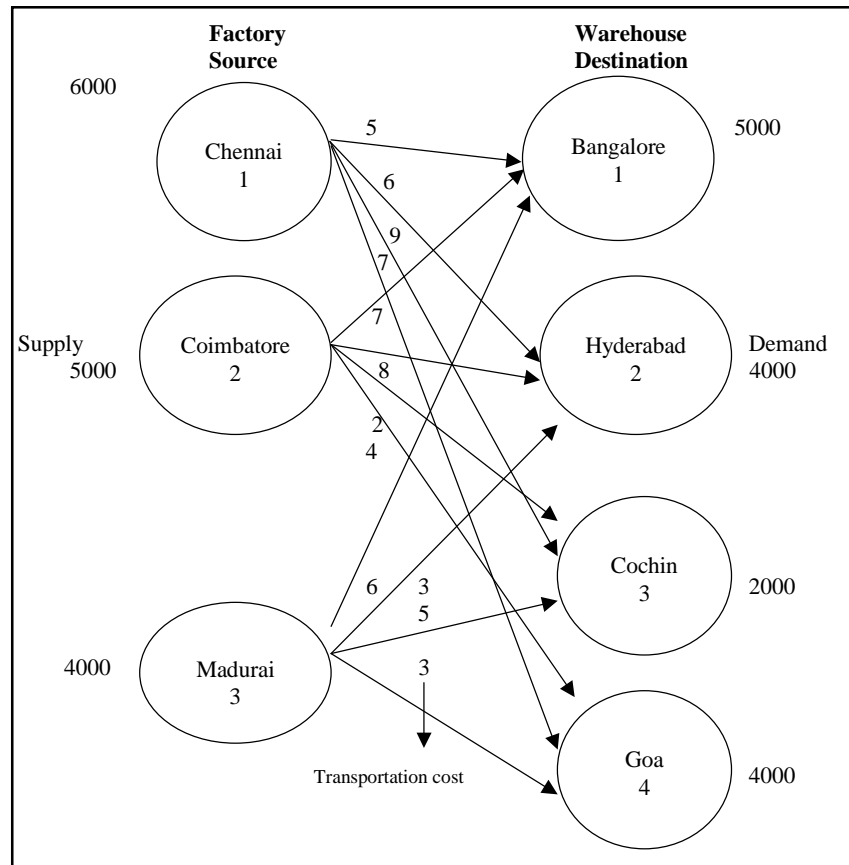 Factory
Source
Warehouse
Destination
6000
Chennai
1
5
6
9
7
Bangalore
1
5000
Supply
5000
Coimbatore
2
7
8
2
4
Hyderabad
2
Demand
4000
4000
Madurai
3
6
3
5
3
Transportation cost
Cochin
3
2000
Goa
4
4000